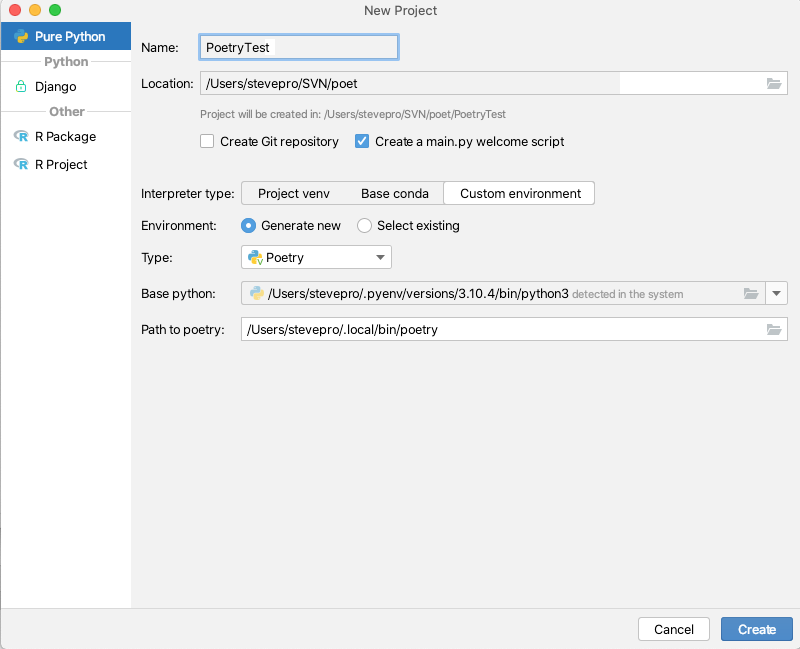 New Project
Pure Python
Python
Django
Other
R Package
R Project
Name: PoetryTest
Location: /Users/stevepro/SVN/poet
Project will be created in: /Users/stevepro/SVN/poet/PoetryTest
Create Git repository Create a main.py welcome script
Interpreter type: Project venv Base conda Custom environment
Environment: Generate new Select existing
Type: Poetry
Base python: /Users/stevepro/.pyenv/versions/3.10.4/bin/python3 detected in the system
Path to poetry: /Users/stevepro/.local/bin/poetry
Cancel Create